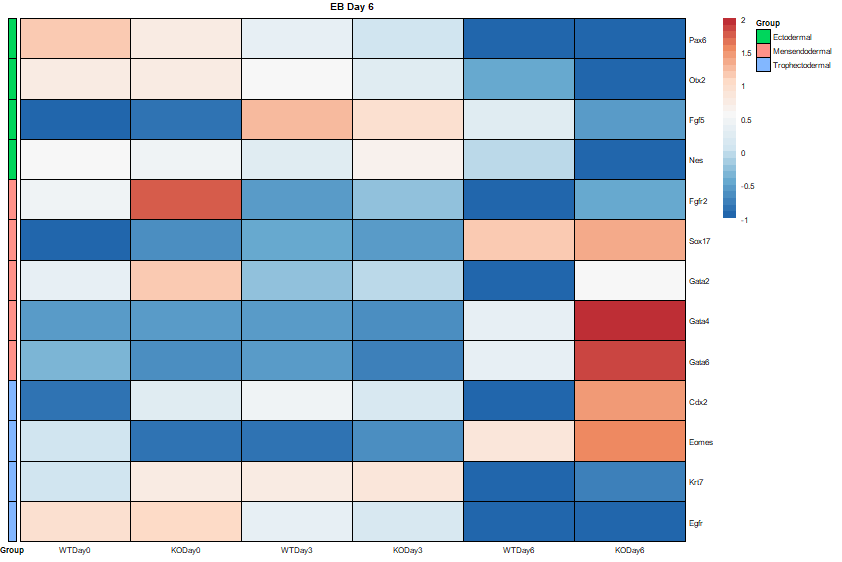 EB Day 6
Pax6
Otx2
Fgf5
Nes
Fgfr2
Sox17
Gata2
Gata4
Gata6
Cdx2
Eomes
Krt7
Egfr
Group
WTDay0
KODay0
WTDay3
KODay3
WTDay6
KODay6
2
1.5
1
0.5
0
-0.5
-1
Group
Ectodermal
Mensendodermal
Trophectodermal